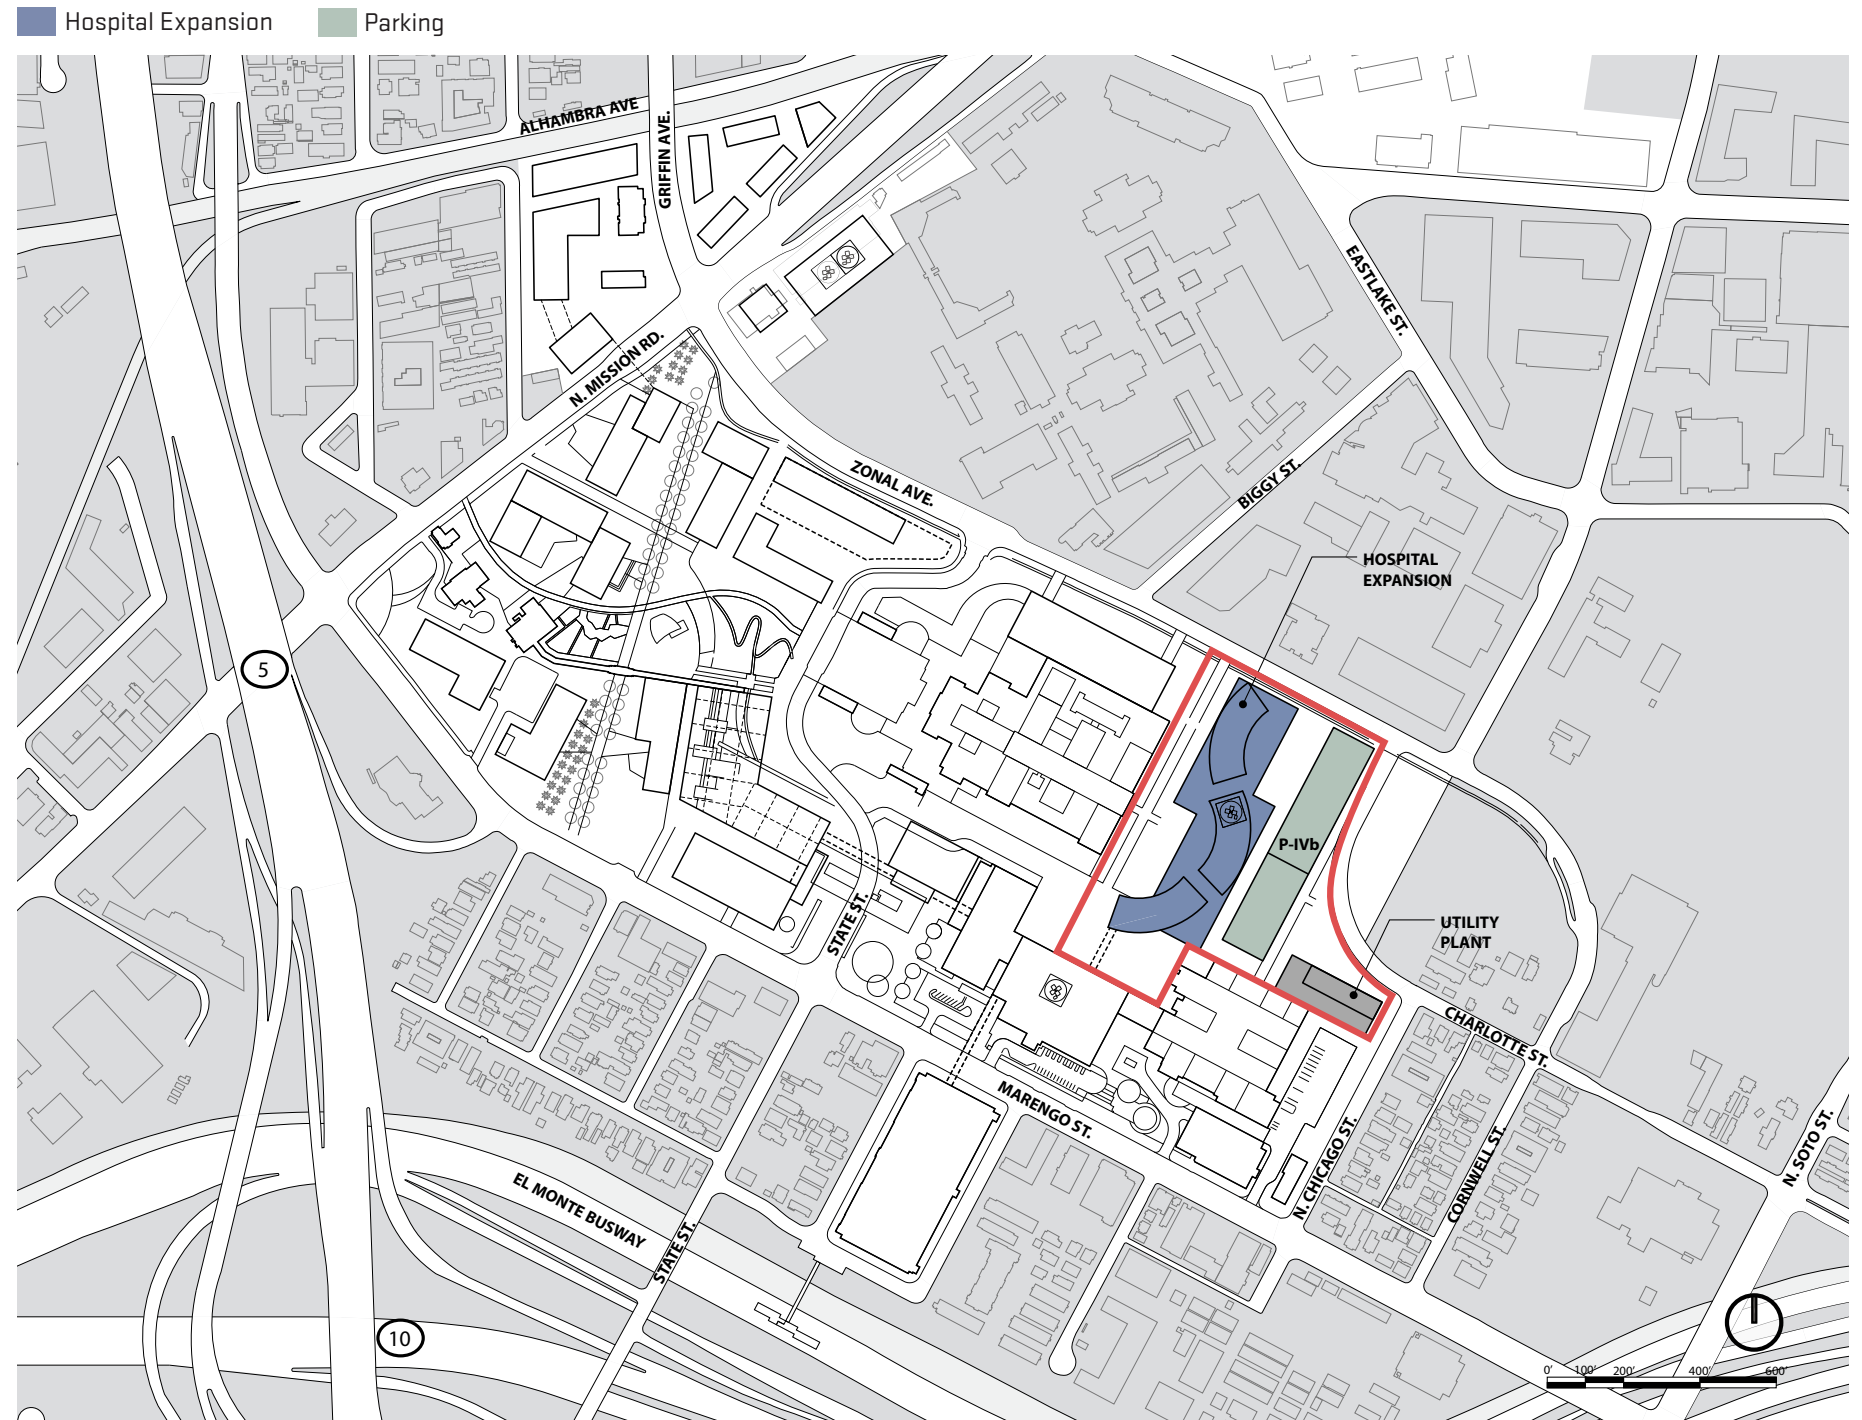 Hospital Expansion
Parking
ALHAMBRA AVE
GRIFFIN AVE.
EASTLAKE ST.
N. MISSION RD.
ZONAL AVE.
BIGGY ST.
HOSPITAL
EXPANSION
5
P-IVb
STATE ST.
UTILITY
PLANT
CHARLOTTE ST.
MARENGO ST.
N. CHICAGO ST.
CORNWELL ST.
N. SOTO ST.
EL MONTE BUSWAY
STATE ST.
10
0' 100' 200' 400' 600'